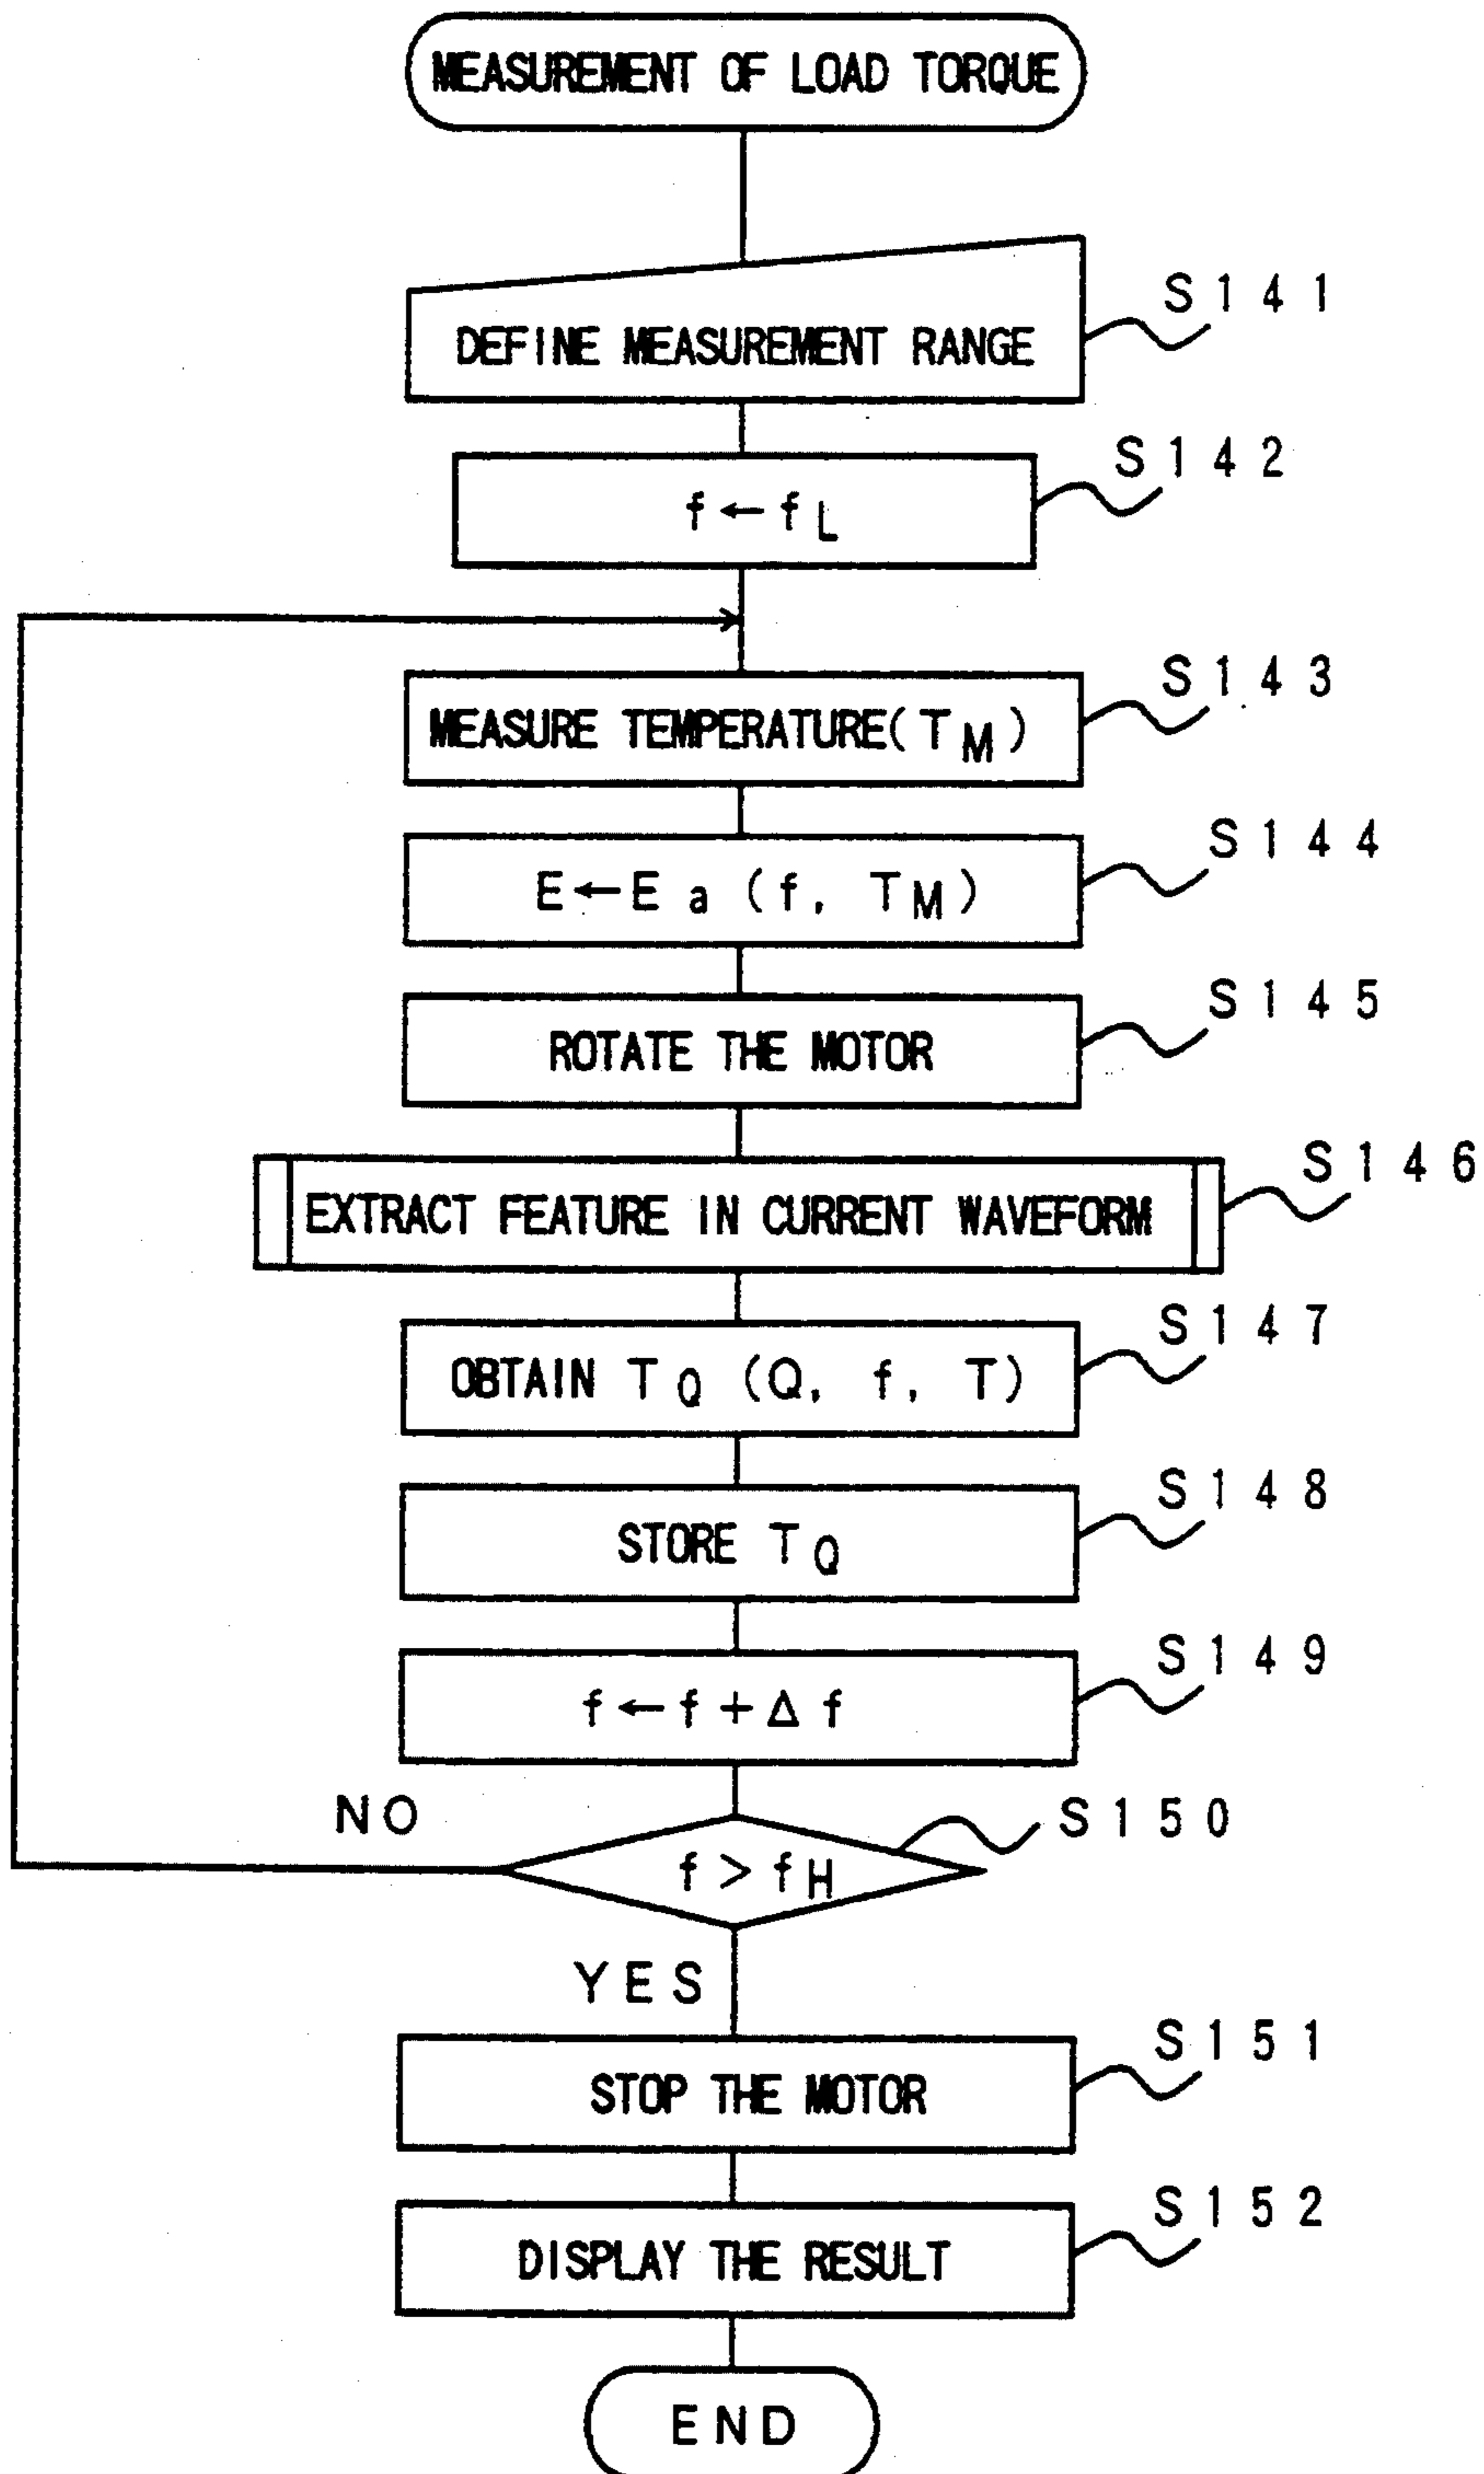 MEASUREMENT OF LOAD TORQUE
S141
DEFINE MEASUREMENT RANGE
S142
f←fL
S143
MEASURE TEMPERATURE(TM)
S144
E←Ea(f, TM)
S145
ROTATE THE MOTOR
S146
EXTRACT FEATURE IN CURRENT WAVEFORM
S147
OBTAIN TQ (Q, f, T)
S148
STORE TQ
S149
f←f+Δf
NO
S150
f>fH
YES
S151
STOP THE MOTOR
S152
DISPLAY THE RESULT
END